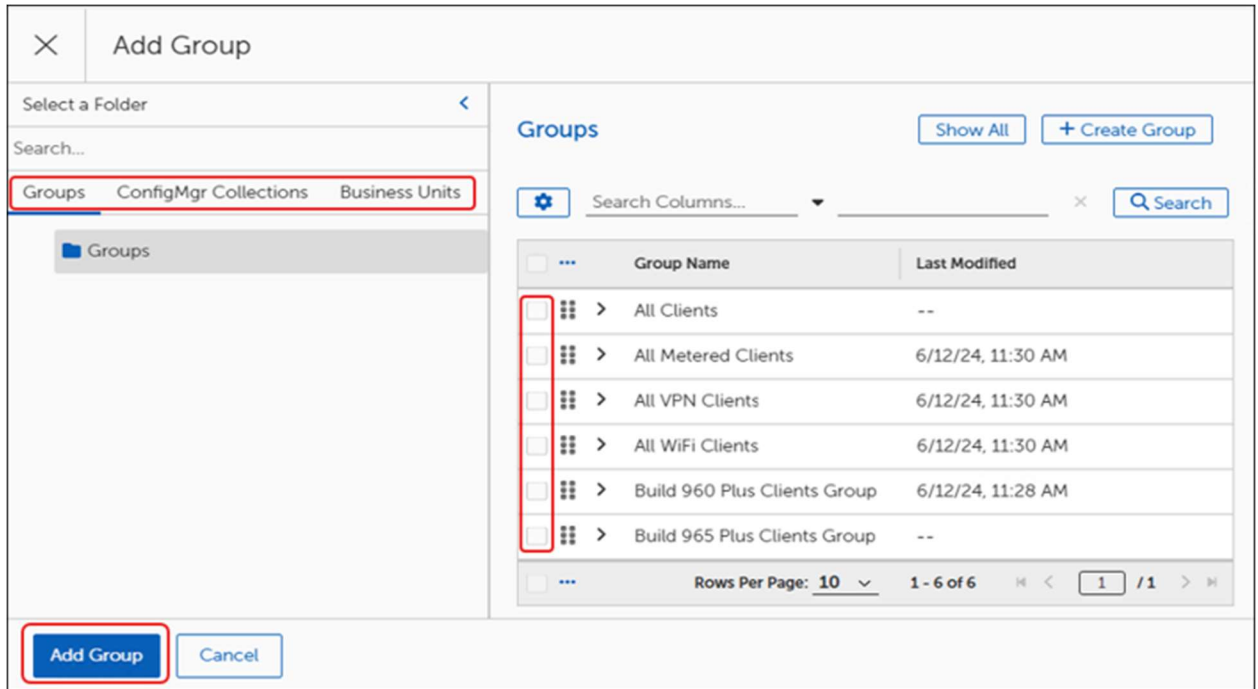 Add Group
Select a Folder
Search...
Groups ConfigMgr Collections Business Units
Groups
Groups
Show All + Create Group
Search Columns... Search
Group Name Last Modified
All Clients --
All Metered Clients 6/12/24, 11:30 AM
All VPN Clients 6/12/24, 11:30 AM
All WiFi Clients 6/12/24, 11:30 AM
Build 960 Plus Clients Group 6/12/24, 11:28 AM
Build 965 Plus Clients Group --
Rows Per Page: 10 1 - 6 of 6 1 / 1
Add Group Cancel